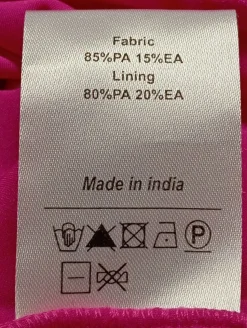 Fabric
85%PA 15%EA
Lining
80%PA 20%EA
Made in india
P